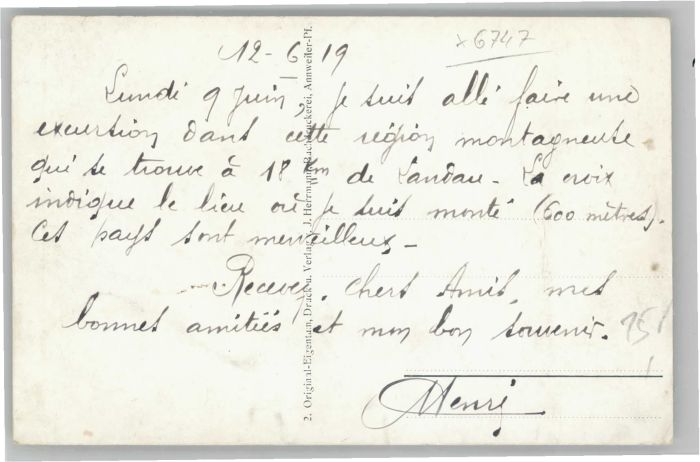 12-6 19
x6747
Lundi 9 Juin, je suis allé faire une
excursion dans cette région montagneuse
qui se trouve à 18 km de Landau - La croix
indique le lieu où je suis monté (600 mètres).
Ces pays sont merveilleux -
Recevez, chers Amis, mes
bonnes amitiés et mon bon souvenir.
15
Henri
2. Original-Eigentum, Druck u. Verlag v. J. Herrmann, Buchdruckerei, Annweiler-Pf.